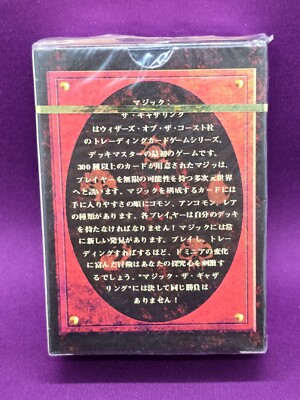 マジック：
ザ・ギャザリング
はウィザーズ・オブ・ザ・コースト社
のトレーディングカードゲームシリーズ、
デッキマスターの最初のゲームです。
300種以上のカードが用意されたマジックは、
プレイヤーを無限の可能性を持つ多次元世界
へと誘います。マジックを構成するカードには
手に入りやすさの順にコモン、アンコモン、レア
の種類があります。各プレイヤーは自分のデッキ
を持たなければなりません！マジックには常
に新しい発見があります。プレイし、トレー
ディングすればするほど、ドミニアの変化
に富んだ冒険はあなたの探究心を刺激す
るでしょう。"マジック・ザ・ギャザ
リング"には決して同じ勝負は
ありません！